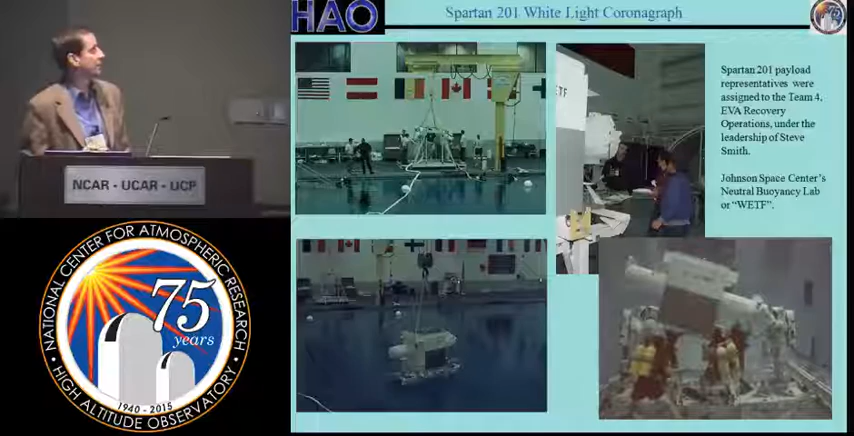 HAO
Spartan 201 White Light Coronagraph
NCAR - UCAR - UCP
Spartan 201 payload
representatives were
assigned to the Team 4,
EVA Recovery
Operations, under the
leadership of Steve
Smith.
Johnson Space Center's
Neutral Buoyancy Lab
or "WETF".
NATIONAL CENTER FOR ATMOSPHERIC RESEARCH
75
years
1940 - 2015
HIGH ALTITUDE OBSERVATORY